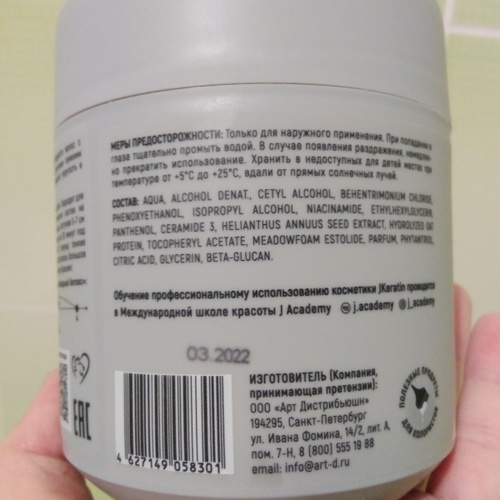 МЕРЫ ПРЕДОСТОРОЖНОСТИ: Только для наружного применения. При попадании в
глаза тщательно промыть водой. В случае появления раздражения, немедлен-
но прекратить использование. Хранить в недоступных для детей местах при
температуре от +5°С до +25°С, вдали от прямых солнечных лучей.
СОСТАВ: AQUA, ALCOHOL DENAT., CETYL ALCOHOL, BEHENTRIMONIUM CHLORIDE,
PHENOXYETHANOL, ISOPROPYL ALCOHOL, NIACINAMIDE, ETHYLHEXYLGLYCERIN,
PANTHENOL, CERAMIDE 3, HELIANTHUS ANNUUS SEED EXTRACT, HYDROLYZED OAT
PROTEIN, TOCOPHERYL ACETATE, MEADOWFOAM ESTOLIDE, PARFUM, PHYTANTRIOL,
CITRIC ACID, GLYCERIN, BETA-GLUCAN.
Обучение профессиональному использованию косметики JKeratin проводится
в Международной школе красоты J Academy j.academy j_academy
03.2022
ИЗГОТОВИТЕЛЬ (Компания,
принимающая претензии):
ООО «Арт Дистрибьюшн»
194295, Санкт-Петербург
ул. Ивана Фомина, 14/2, лит. А,
пом. 7-Н, 8 (800) 555 19 88
email: info@art-d.ru
4 627149 058301
EAC
ПОЛЕЗНЫЕ ПРОДУКТЫ